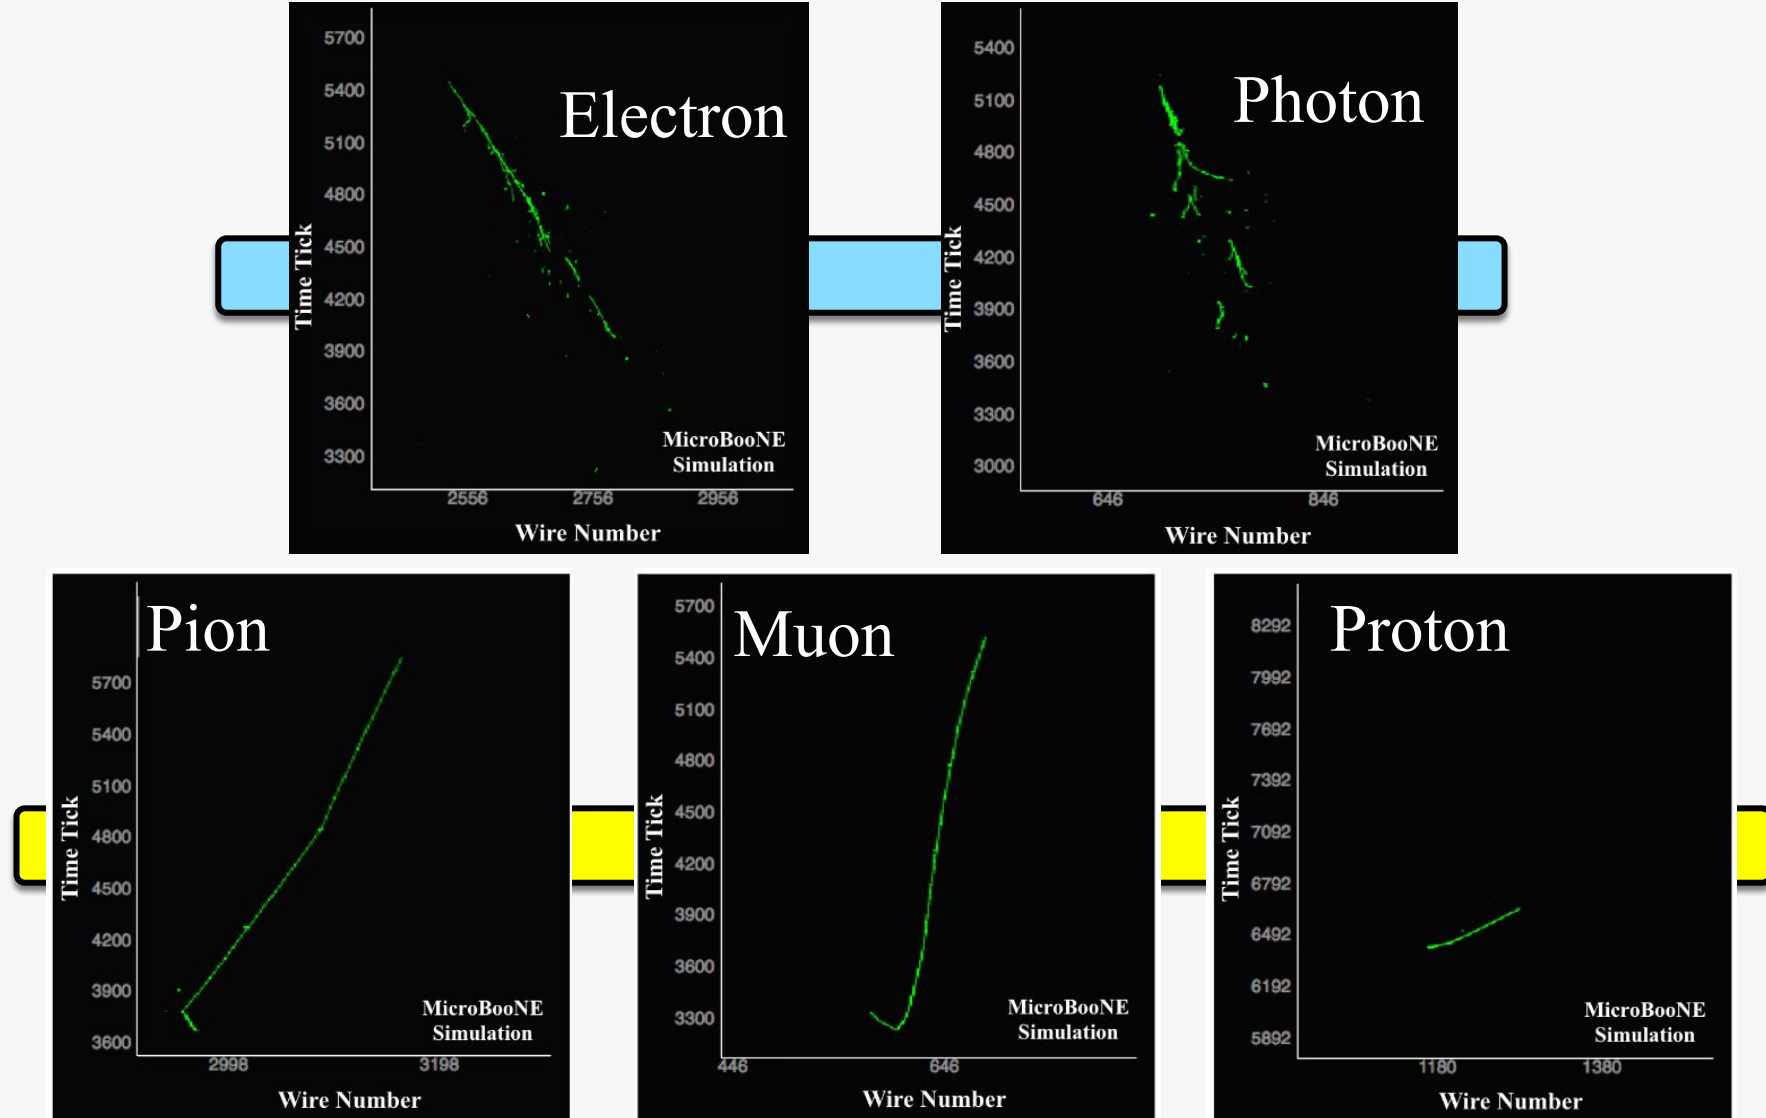 Electron
5700
5400
5100
4800
4500
4200
3900
3600
3300
Time Tick
MicroBooNE
Simulation
2556 2756 2956
Wire Number
Photon
5400
5100
4800
4500
4200
3900
3600
3300
3000
Time Tick
MicroBooNE
Simulation
646 846
Wire Number
Pion
5700
5400
5100
4800
4500
4200
3900
3600
Time Tick
MicroBooNE
Simulation
2998 3198
Wire Number
Muon
5700
5400
5100
4800
4500
4200
3900
3600
3300
Time Tick
MicroBooNE
Simulation
446 646
Wire Number
Proton
8292
7992
7692
7392
7092
6792
6492
6192
5892
Time Tick
MicroBooNE
Simulation
1180 1380
Wire Number